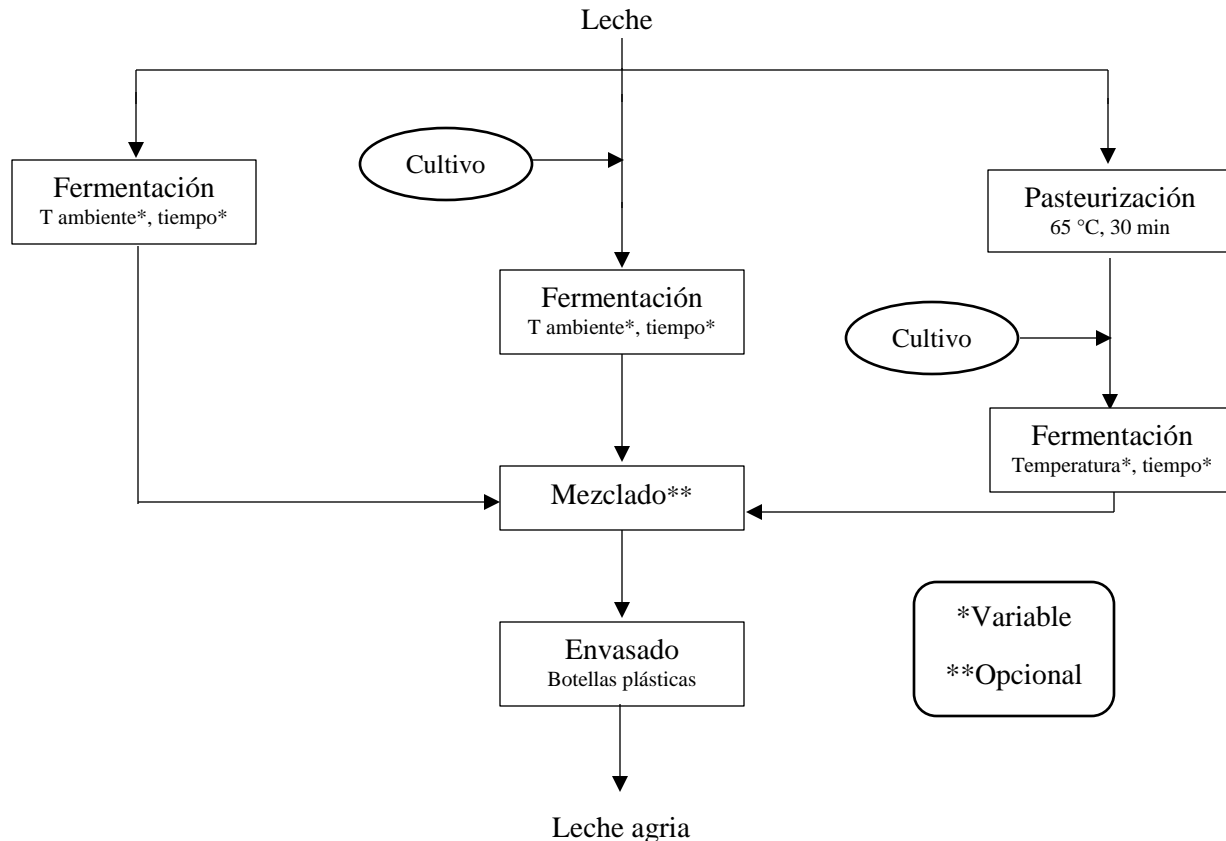 Leche
Cultivo
Fermentación
T ambiente*, tiempo*
Pasteurización
65 °C, 30 min
Fermentación
T ambiente*, tiempo*
Cultivo
Fermentación
Temperatura*, tiempo*
Mezclado**
*Variable
**Opcional
Envasado
Botellas plásticas
Leche agria